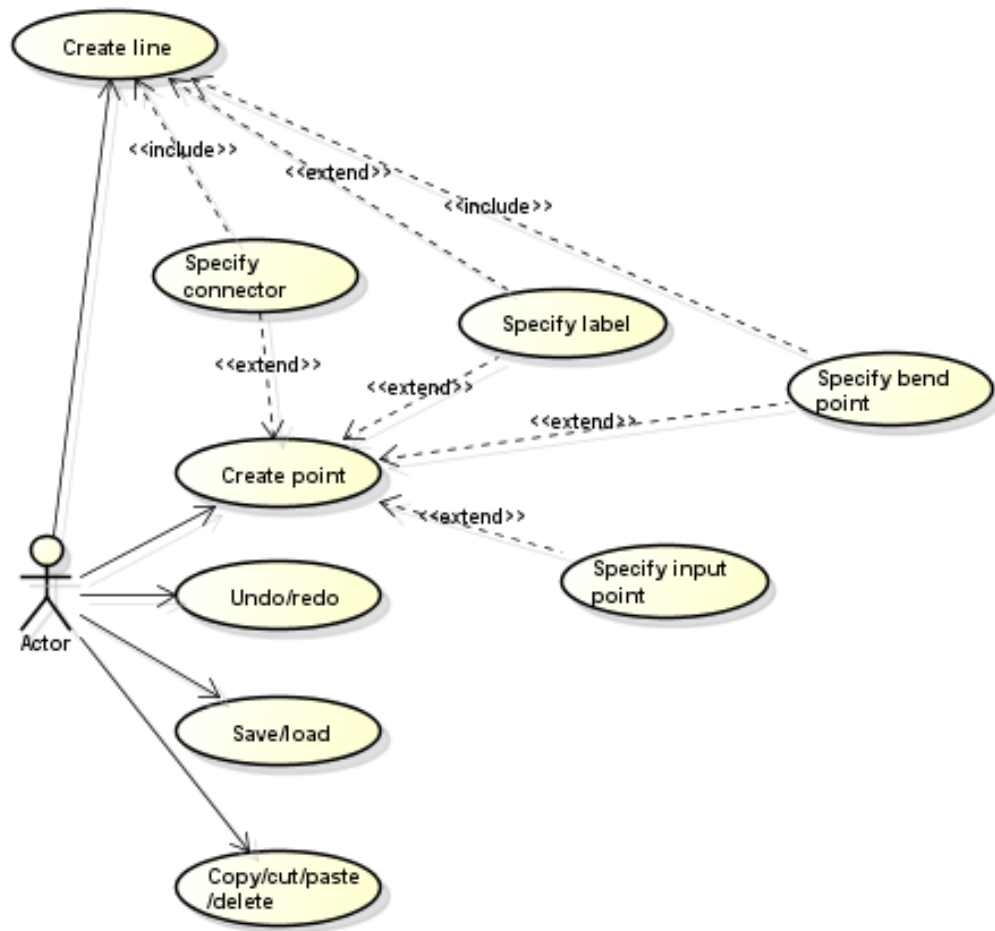 Create line
<<include>>
<<extend>>
<<include>>
Specify
connector
Specify label
<<extend>>
<<extend>>
Specify bend
point
<<extend>>
Create point
<<extend>>
Specify input
point
Undo/redo
Actor
Save/load
Copy/cut/paste
/delete